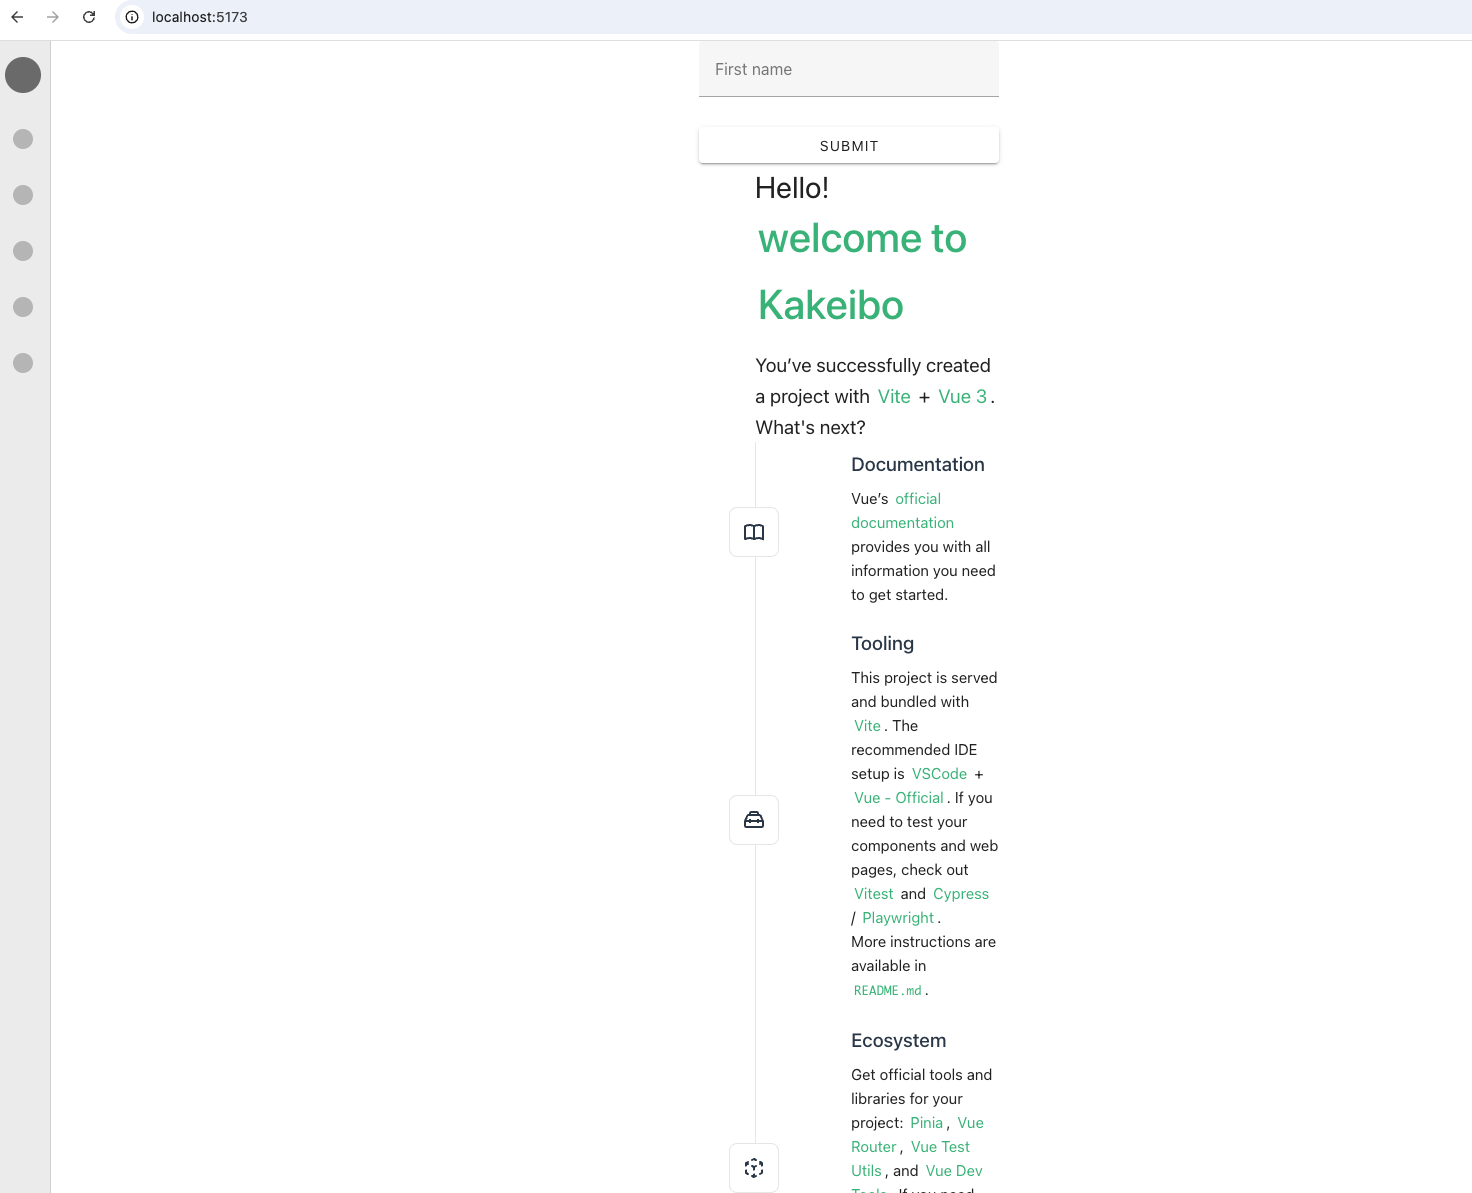 localhost:5173
First name
SUBMIT
Hello!
welcome to
Kakeibo
You’ve successfully created
a project with Vite + Vue 3.
What's next?
Documentation
Vue’s official
documentation
provides you with all
information you need
to get started.
Tooling
This project is served
and bundled with
Vite. The
recommended IDE
setup is VSCode +
Vue - Official. If you
need to test your
components and web
pages, check out
Vitest and Cypress
/ Playwright.
More instructions are
available in
README.md.
Ecosystem
Get official tools and
libraries for your
project: Pinia, Vue
Router, Vue Test
Utils, and Vue Dev
Tools. If you need